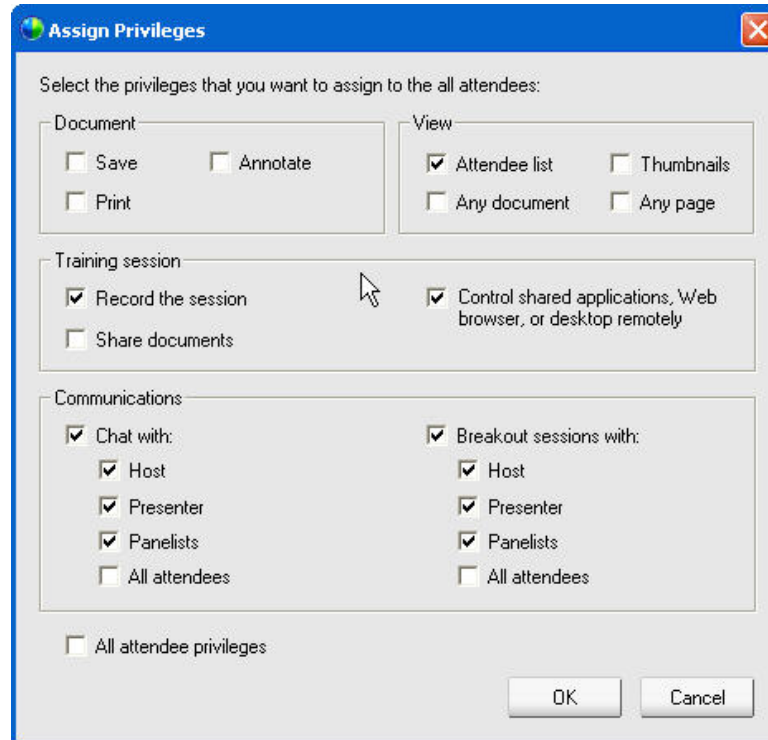 Assign Privileges
Select the privileges that you want to assign to the all attendees:
Document
Save
Annotate
Print
View
Attendee list
Thumbnails
Any document
Any page
Training session
Record the session
Share documents
Control shared applications, Web
browser, or desktop remotely
Communications
Chat with:
Host
Presenter
Panelists
All attendees
Breakout sessions with:
Host
Presenter
Panelists
All attendees
All attendee privileges
OK
Cancel